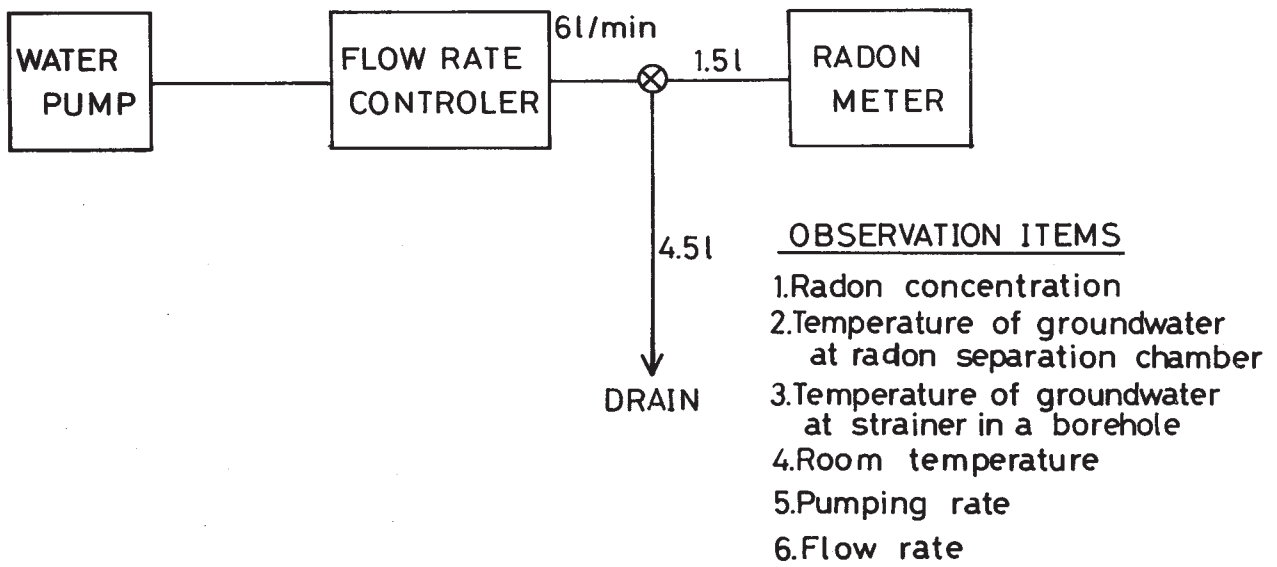 WATER
PUMP
FLOW RATE
CONTROLER
6l/min
1.5l
RADON
METER
4.5l
DRAIN
OBSERVATION ITEMS
1.Radon concentration
2.Temperature of groundwater
at radon separation chamber
3.Temperature of groundwater
at strainer in a borehole
4.Room temperature
5.Pumping rate
6.Flow rate